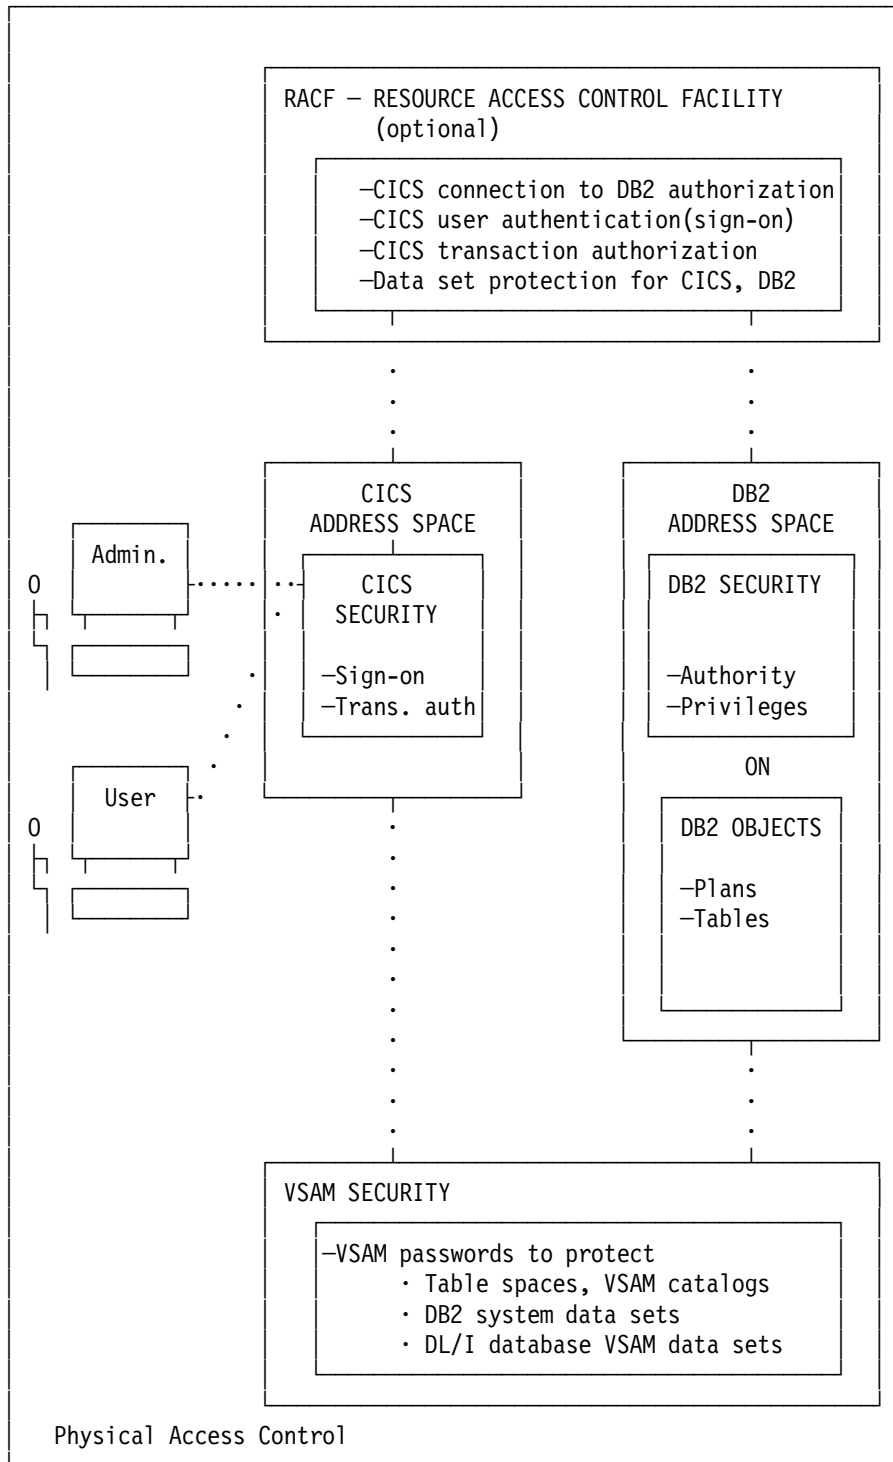 RACF — RESOURCE ACCESS CONTROL FACILITY
(optional)
—CICS connection to DB2 authorization
—CICS user authentication(sign-on)
—CICS transaction authorization
—Data set protection for CICS, DB2
CICS
ADDRESS SPACE
DB2
ADDRESS SPACE
Admin.
CICS
SECURITY
—Sign-on
—Trans. auth
DB2 SECURITY
—Authority
—Privileges
ON
User
DB2 OBJECTS
—Plans
—Tables
VSAM SECURITY
—VSAM passwords to protect
· Table spaces, VSAM catalogs
· DB2 system data sets
· DL/I database VSAM data sets
Physical Access Control